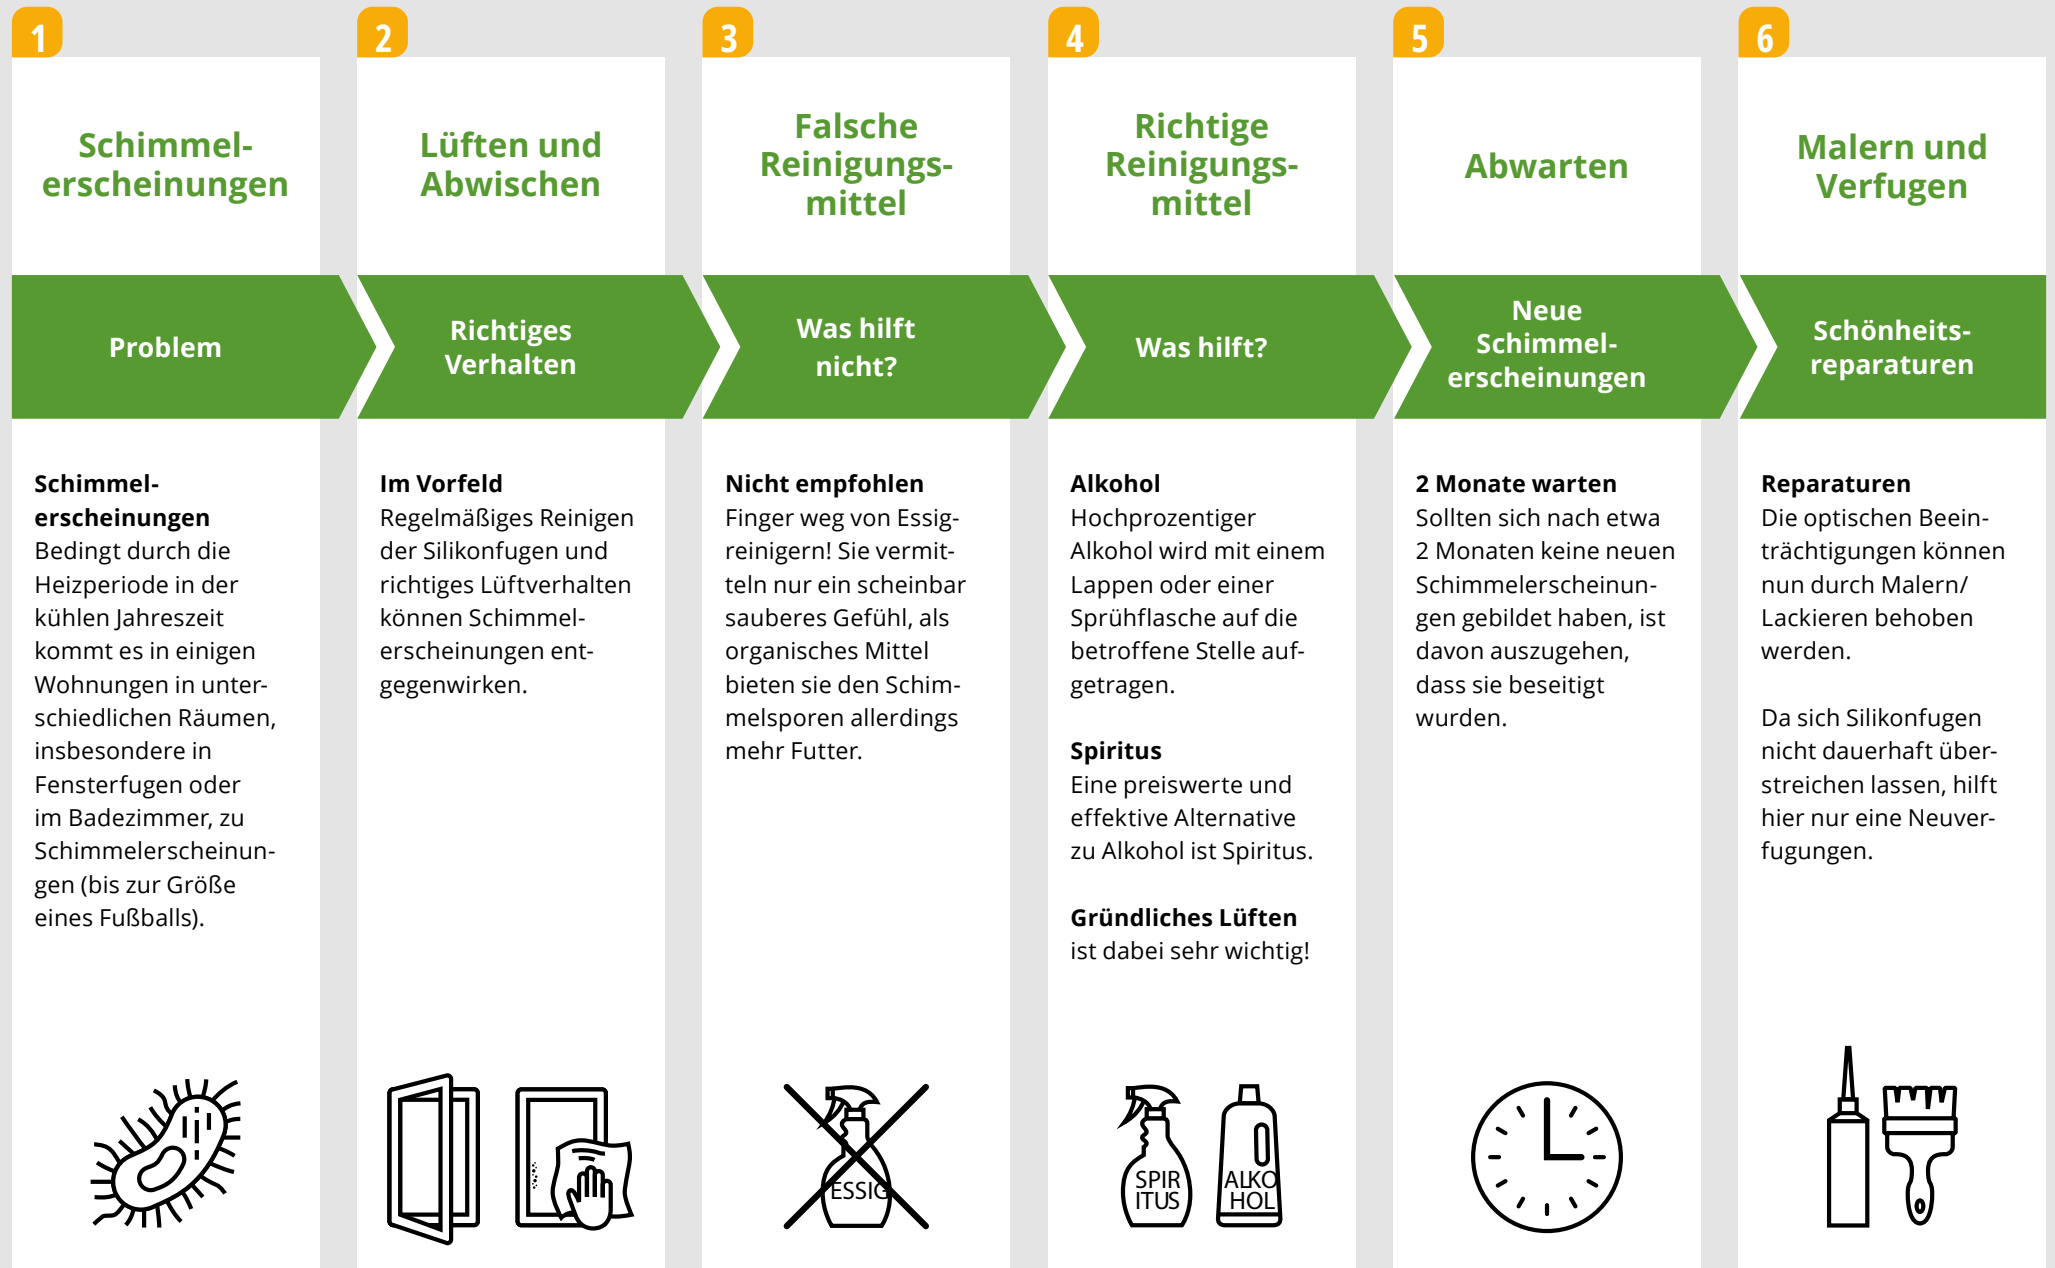 1
Schimmel-
erscheinungen
Problem
Schimmel-
erscheinungen
Bedingt durch die
Heizperiode in der
kühlen Jahreszeit
kommt es in einigen
Wohnungen in unter-
schiedlichen Räumen,
insbesondere in
Fensterfugen oder
im Badezimmer, zu
Schimmelerscheinun-
gen (bis zur Größe
eines Fußballs).
2
Lüften und
Abwischen
Richtiges
Verhalten
Im Vorfeld
Regelmäßiges Reinigen
der Silikonfugen und
richtiges Lüftverhalten
können Schimmel-
erscheinungen ent-
gegenwirken.
3
Falsche
Reinigungs-
mittel
Was hilft
nicht?
Nicht empfohlen
Finger weg von Essig-
reinigern! Sie vermit-
teln nur ein scheinbar
sauberes Gefühl, als
organisches Mittel
bieten sie den Schim-
melsporen allerdings
mehr Futter.
ESSIG
4
Richtige
Reinigungs-
mittel
Was hilft?
Alkohol
Hochprozentiger
Alkohol wird mit einem
Lappen oder einer
Sprühflasche auf die
betroffene Stelle auf-
getragen.
Spiritus
Eine preiswerte und
effektive Alternative
zu Alkohol ist Spiritus.
Gründliches Lüften
ist dabei sehr wichtig!
SPIR
ITUS
ALKO
HOL
5
Abwarten
Neue
Schimmel-
erscheinungen
2 Monate warten
Sollten sich nach etwa
2 Monaten keine neuen
Schimmelerscheinun-
gen gebildet haben, ist
davon auszugehen,
dass sie beseitigt
wurden.
6
Malern und
Verfugen
Schönheits-
reparaturen
Reparaturen
Die optischen Beein-
trächtigungen können
nun durch Malern/
Lackieren behoben
werden.
Da sich Silikonfugen
nicht dauerhaft über-
streichen lassen, hilft
hier nur eine Neuver-
fugungen.